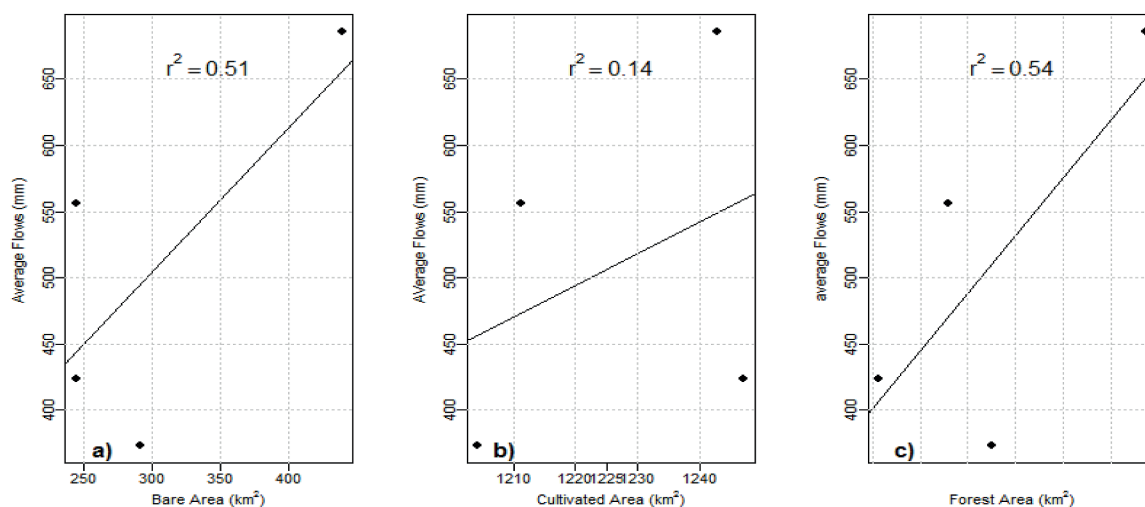 r² = 0.51
650
600
550
500
450
400
Average Flows (mm)
a)
250 300 350 400
Bare Area (km²)
r² = 0.14
650
600
550
500
450
400
AVerage Flows (mm)
b)
1210 1220 1225 1230 1240
Cultivated Area (km²)
r² = 0.54
650
600
550
500
450
400
average Flows (mm)
c)
Forest Area (km²)